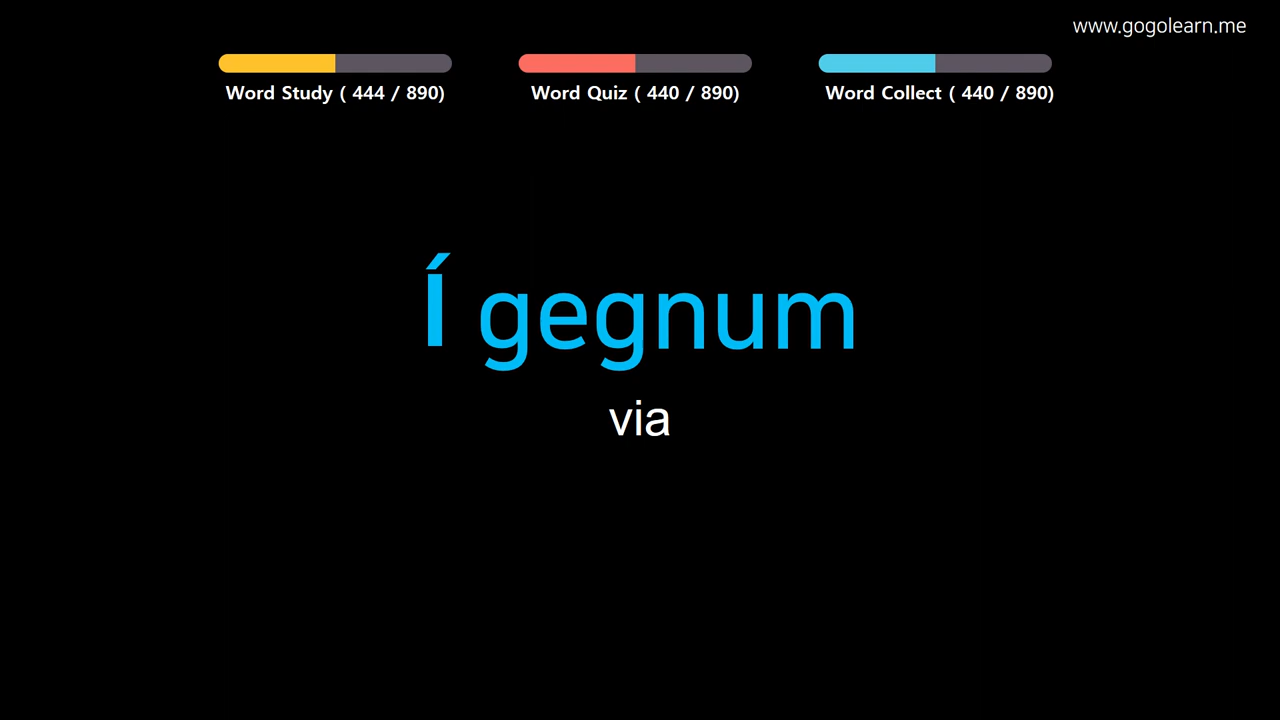 www.gogolearn.me
Word Study ( 444 / 890)
Word Quiz ( 440 / 890)
Word Collect ( 440 / 890)
Í gegnum
via